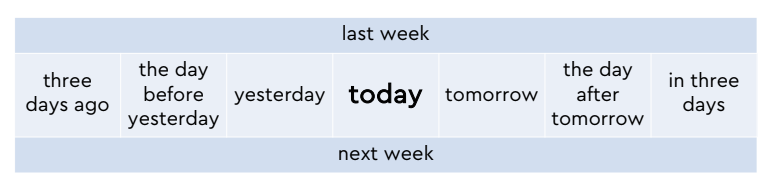 last week
three
days ago
the day
before
yesterday
yesterday
today
tomorrow
the day
after
tomorrow
in three
days
next week